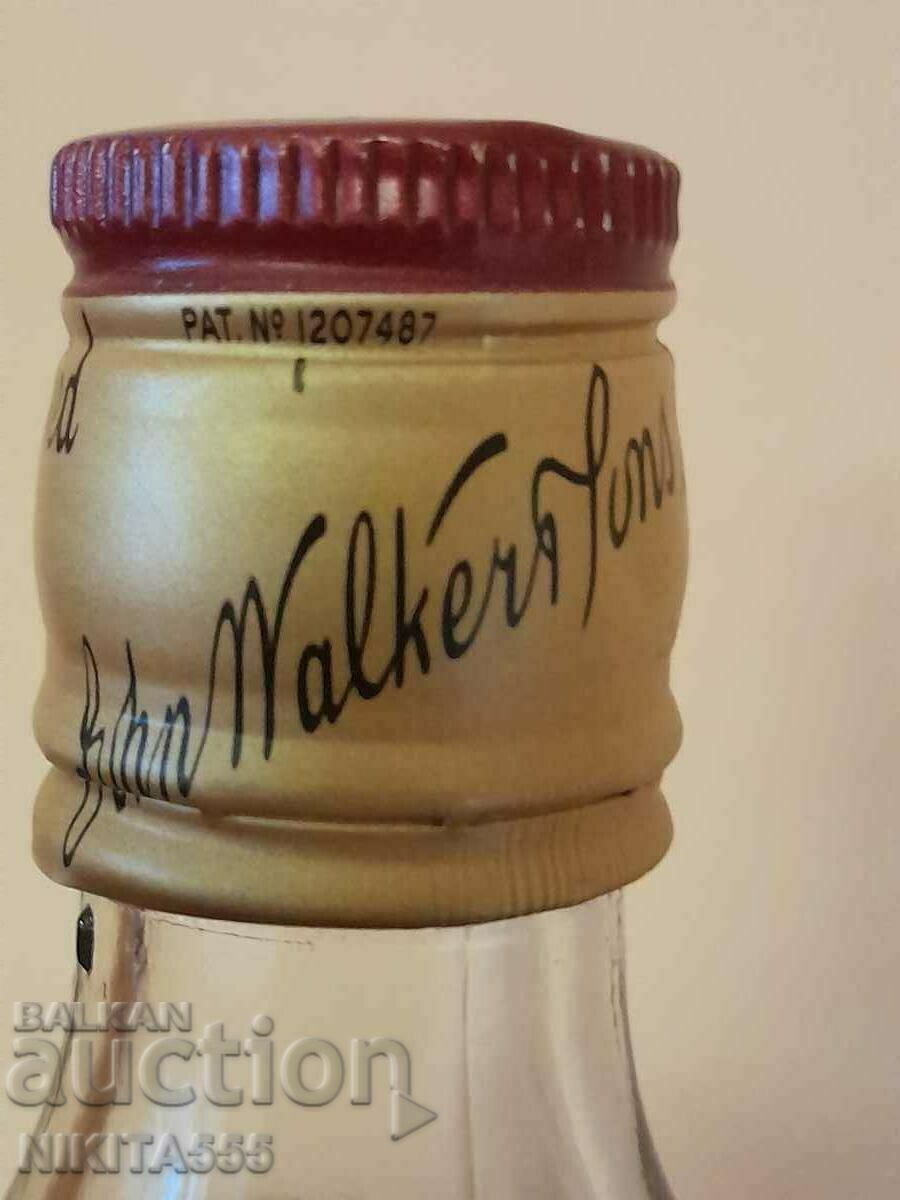 PAT. Nº 1207487
John Walker & Sons
BALKAN
auction
NIKITA555